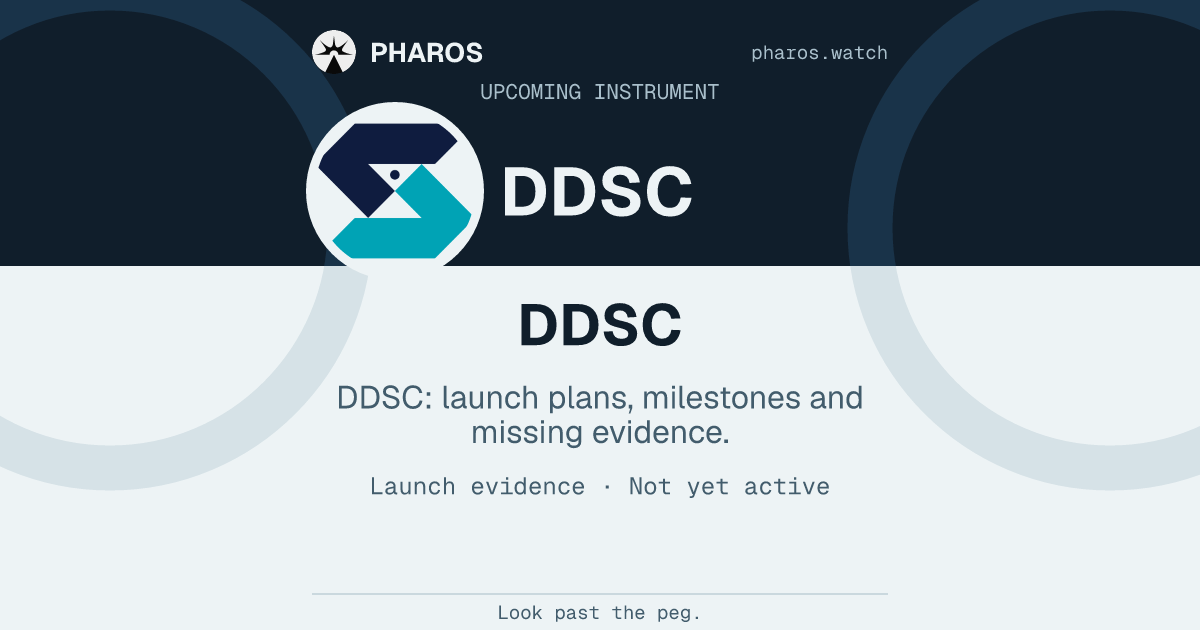 PHAROS
pharos.watch
UPCOMING INSTRUMENT
DDSC
DDSC
DDSC: launch plans, milestones and
missing evidence.
Launch evidence · Not yet active
Look past the peg.